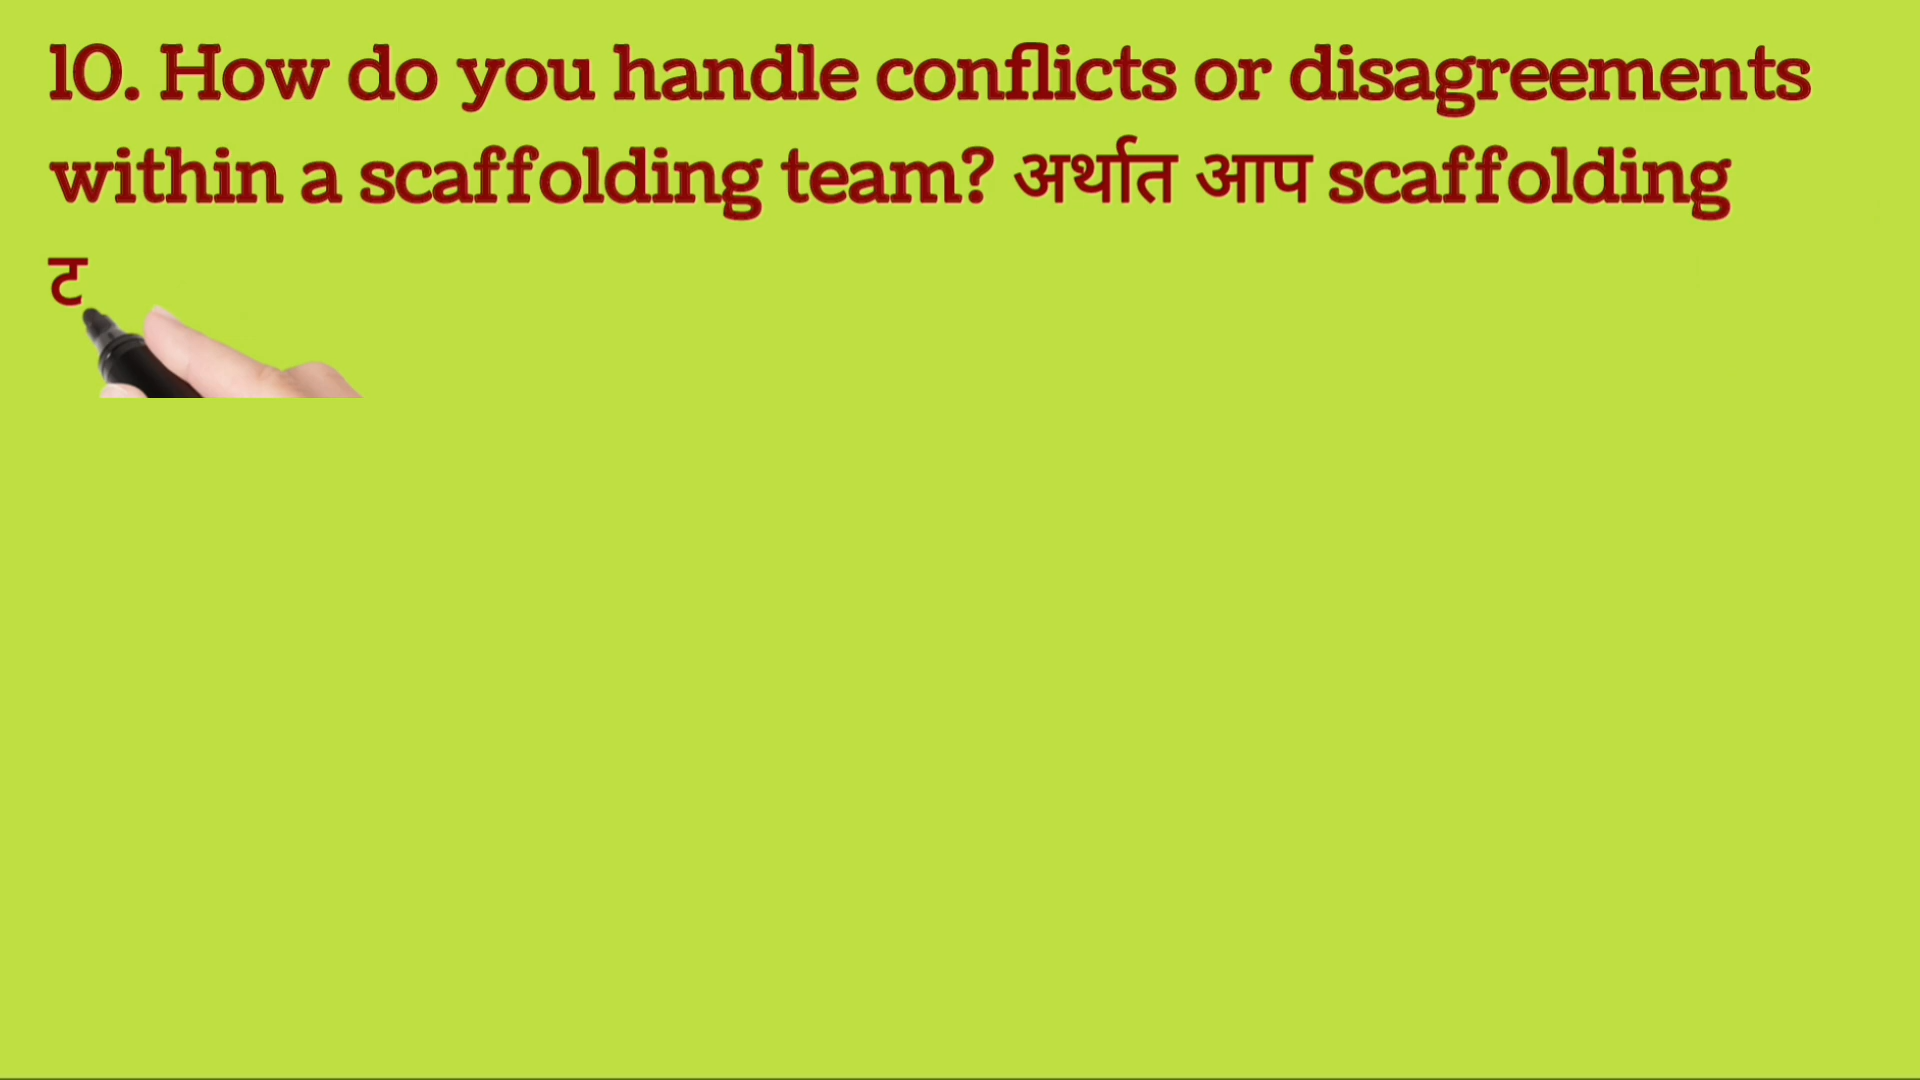 10. How do you handle conflicts or disagreements
within a scaffolding team? अर्थात आप scaffolding
ट